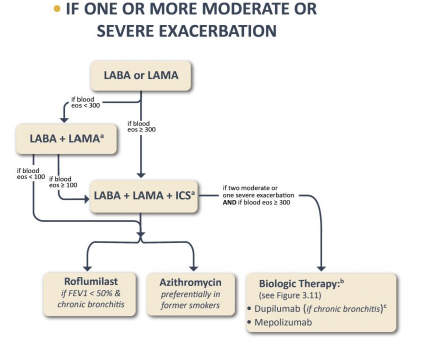 • IF ONE OR MORE MODERATE OR
SEVERE EXACERBATION
LABA or LAMA
if blood
eos < 300
if blood
eos ≥ 300
LABA + LAMAᵃ
if blood
eos < 100
if blood
eos ≥ 100
LABA + LAMA + ICSᵃ
if two moderate or
one severe exacerbation
AND if blood eos ≥ 300
Roflumilast
if FEV1 < 50% &
chronic bronchitis
Azithromycin
preferentially in
former smokers
Biologic Therapy:ᵇ
(see Figure 3.11)
• Dupilumab (if chronic bronchitis)ᶜ
• Mepolizumab